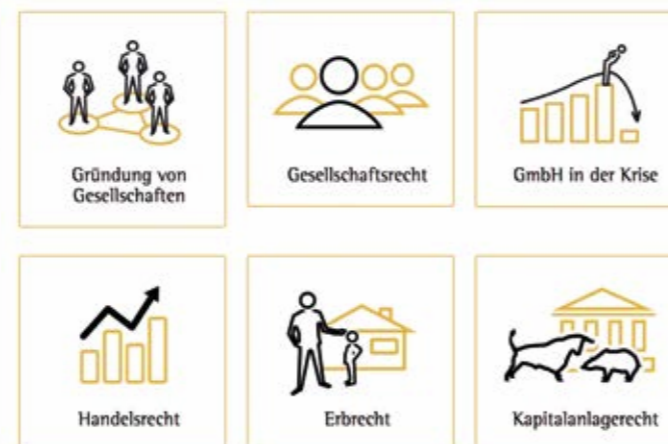 Gründung von
Gesellschaften
Gesellschaftsrecht
GmbH in der Krise
Handelsrecht
Erbrecht
Kapitalanlagerecht